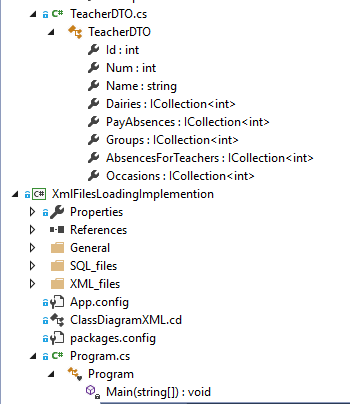 TeacherDTO.cs
TeacherDTO
Id : int
Num : int
Name : string
Dairies : ICollection<int>
PayAbsences : ICollection<int>
Groups : ICollection<int>
AbsencesForTeachers : ICollection<int>
Occasions : ICollection<int>
XmlFilesLoadingImplemention
Properties
References
General
SQL_files
XML_files
App.config
ClassDiagramXML.cd
packages.config
Program.cs
Program
Main(string[]) : void